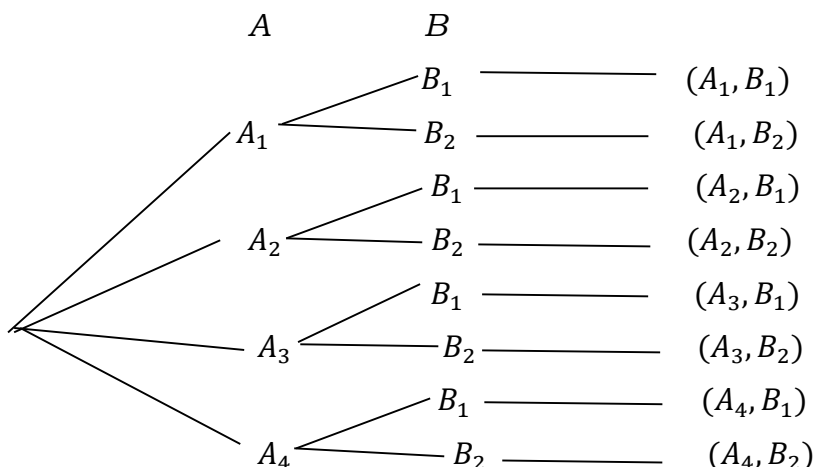 A B
B₁ (A₁, B₁)
A₁ B₂ (A₁, B₂)
B₁ (A₂, B₁)
A₂ B₂ (A₂, B₂)
B₁ (A₃, B₁)
A₃ B₂ (A₃, B₂)
B₁ (A₄, B₁)
A₄ B₂ (A₄, B₂)